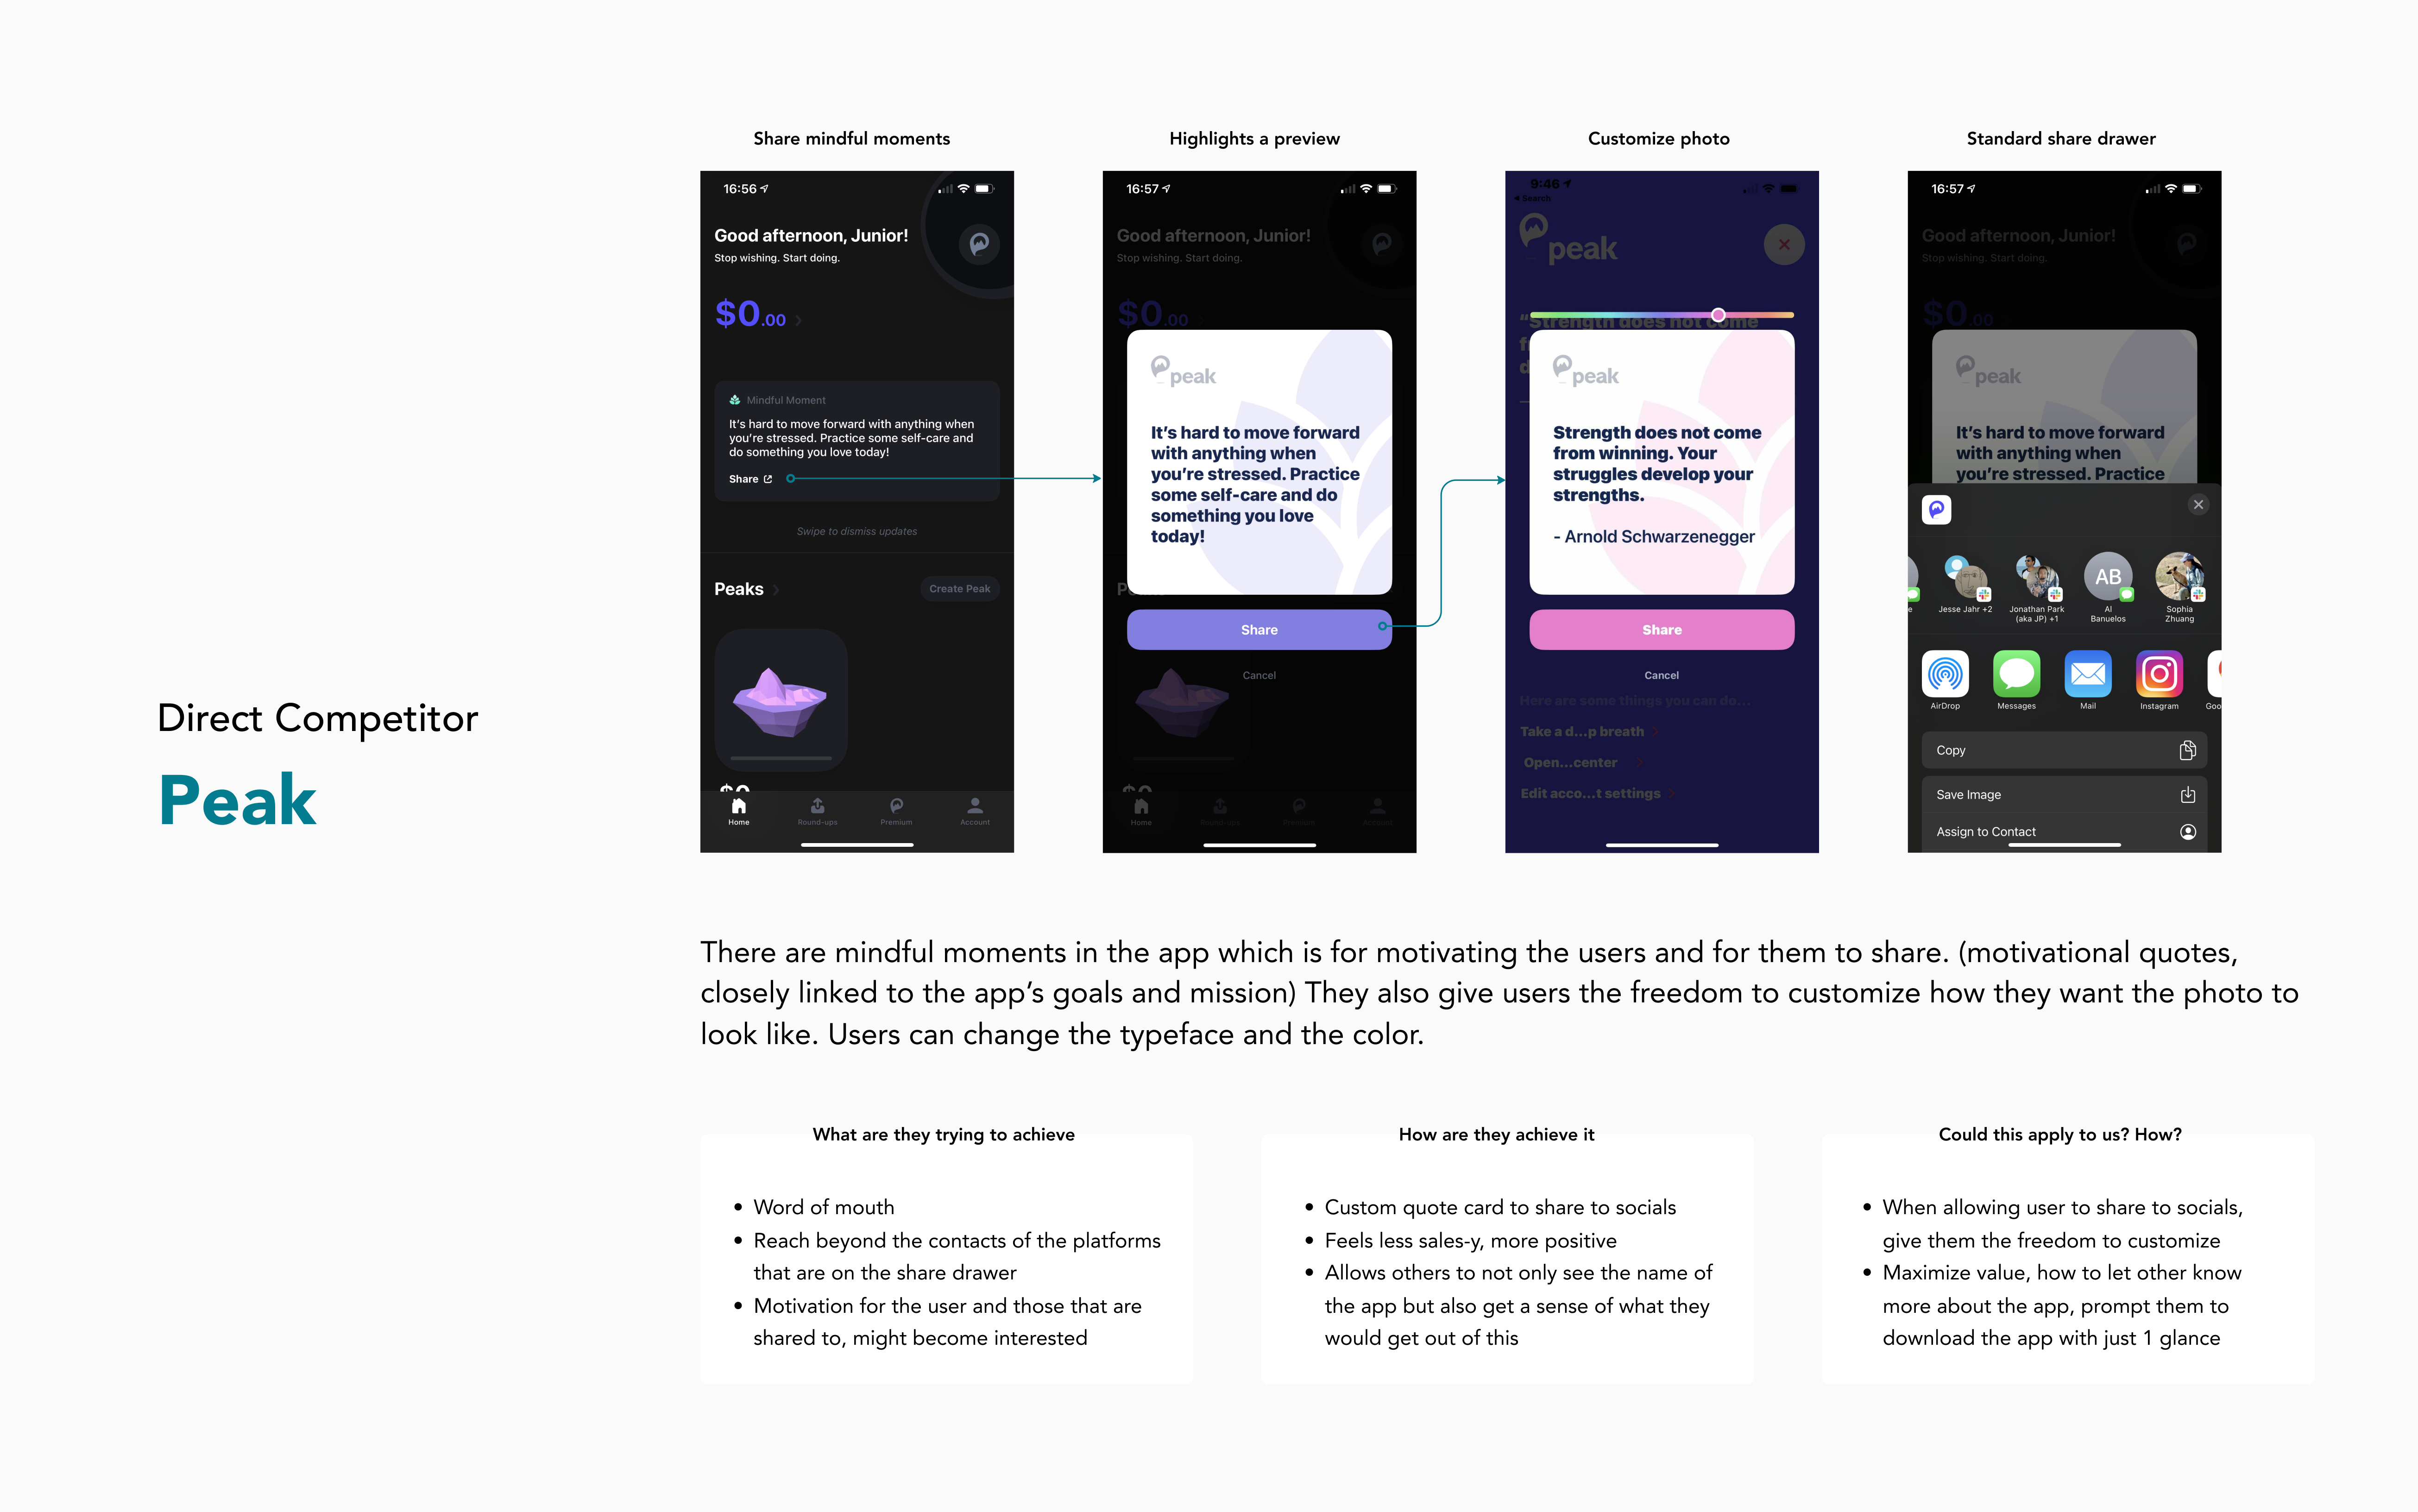 Direct Competitor
Peak
Share mindful moments
16:56
Good afternoon, Junior!
Stop wishing. Start doing.
$0.00
Mindful Moment
It's hard to move forward with anything when
you're stressed. Practice some self-care and
do something you love today!
Share
Swipe to dismiss updates
Peaks
Create Peak
$0
Home
Round-ups
Premium
Account
Highlights a preview
16:57
Good afternoon, Junior!
Stop wishing. Start doing.
$0.00
peak
It's hard to move forward
with anything when
you're stressed. Practice
some self-care and do
something you love
today!
Share
Cancel
$0
Home
Round-ups
Premium
Account
Customize photo
9:46
Search
peak
"Strength does not come
peak
Strength does not come
from winning. Your
struggles develop your
strengths.
- Arnold Schwarzenegger
Share
Cancel
Here are some things you can do...
Take a d...p breath
Open...center
Edit acco...t settings
Standard share drawer
16:57
Good afternoon, Junior!
Stop wishing. Start doing.
$0.00
peak
It's hard to move forward
with anything when
you're stressed. Practice
Jesse Jahr +2
Jonathan Park
(aka JP) +1
AB
Al
Banuelos
Sophia
Zhuang
AirDrop
Messages
Mail
Instagram
Goo
Copy
Save Image
Assign to Contact
There are mindful moments in the app which is for motivating the users and for them to share. (motivational quotes,
closely linked to the app's goals and mission) They also give users the freedom to customize how they want the photo to
look like. Users can change the typeface and the color.
What are they trying to achieve
• Word of mouth
• Reach beyond the contacts of the platforms
that are on the share drawer
• Motivation for the user and those that are
shared to, might become interested
How are they achieve it
• Custom quote card to share to socials
• Feels less sales-y, more positive
• Allows others to not only see the name of
the app but also get a sense of what they
would get out of this
Could this apply to us? How?
• When allowing user to share to socials,
give them the freedom to customize
• Maximize value, how to let other know
more about the app, prompt them to
download the app with just 1 glance